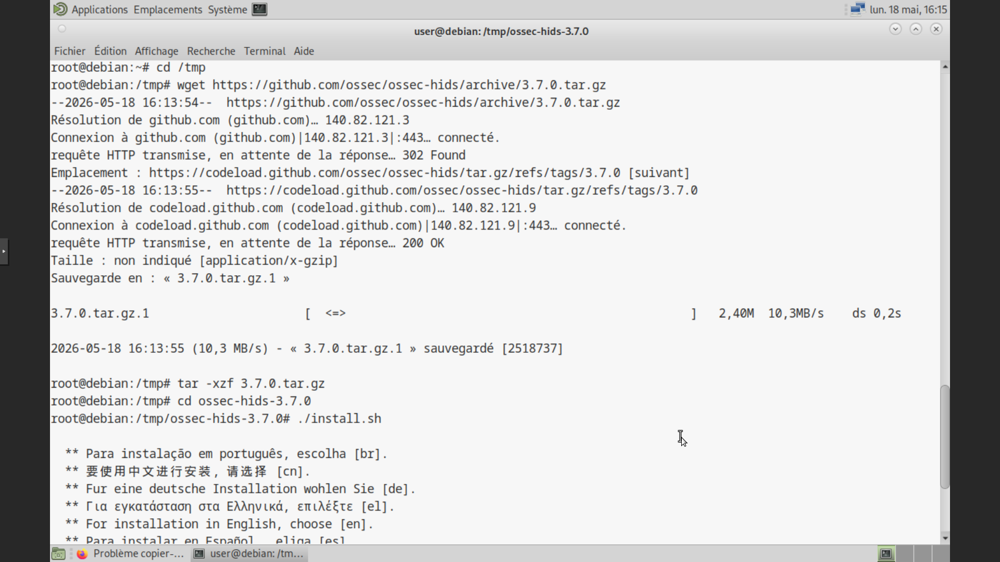 Applications Emplacements Système lun. 18 mai, 16:15
user@debian: /tmp/ossec-hids-3.7.0
Fichier Édition Affichage Recherche Terminal Aide
root@debian:~# cd /tmp
root@debian:/tmp# wget https://github.com/ossec/ossec-hids/archive/3.7.0.tar.gz
--2026-05-18 16:13:54--  https://github.com/ossec/ossec-hids/archive/3.7.0.tar.gz
Résolution de github.com (github.com)… 140.82.121.3
Connexion à github.com (github.com)|140.82.121.3|:443… connecté.
requête HTTP transmise, en attente de la réponse… 302 Found
Emplacement : https://codeload.github.com/ossec/ossec-hids/tar.gz/refs/tags/3.7.0 [suivant]
--2026-05-18 16:13:55--  https://codeload.github.com/ossec/ossec-hids/tar.gz/refs/tags/3.7.0
Résolution de codeload.github.com (codeload.github.com)… 140.82.121.9
Connexion à codeload.github.com (codeload.github.com)|140.82.121.9|:443… connecté.
requête HTTP transmise, en attente de la réponse… 200 OK
Taille : non indiqué [application/x-gzip]
Sauvegarde en : « 3.7.0.tar.gz.1 »
3.7.0.tar.gz.1 [ <=> ] 2,40M 10,3MB/s ds 0,2s
2026-05-18 16:13:55 (10,3 MB/s) - « 3.7.0.tar.gz.1 » sauvegardé [2518737]
root@debian:/tmp# tar -xzf 3.7.0.tar.gz
root@debian:/tmp# cd ossec-hids-3.7.0
root@debian:/tmp/ossec-hids-3.7.0# ./install.sh
** Para instalação em português, escolha [br].
** 要使用中文进行安装, 请选择 [cn].
** Fur eine deutsche Installation wohlen Sie [de].
** Για εγκατάσταση στα Ελληνικά, επιλέξτε [el].
** For installation in English, choose [en].
** Para instalar en Español , eliga [es].
Problème copier-... user@debian: /tm...